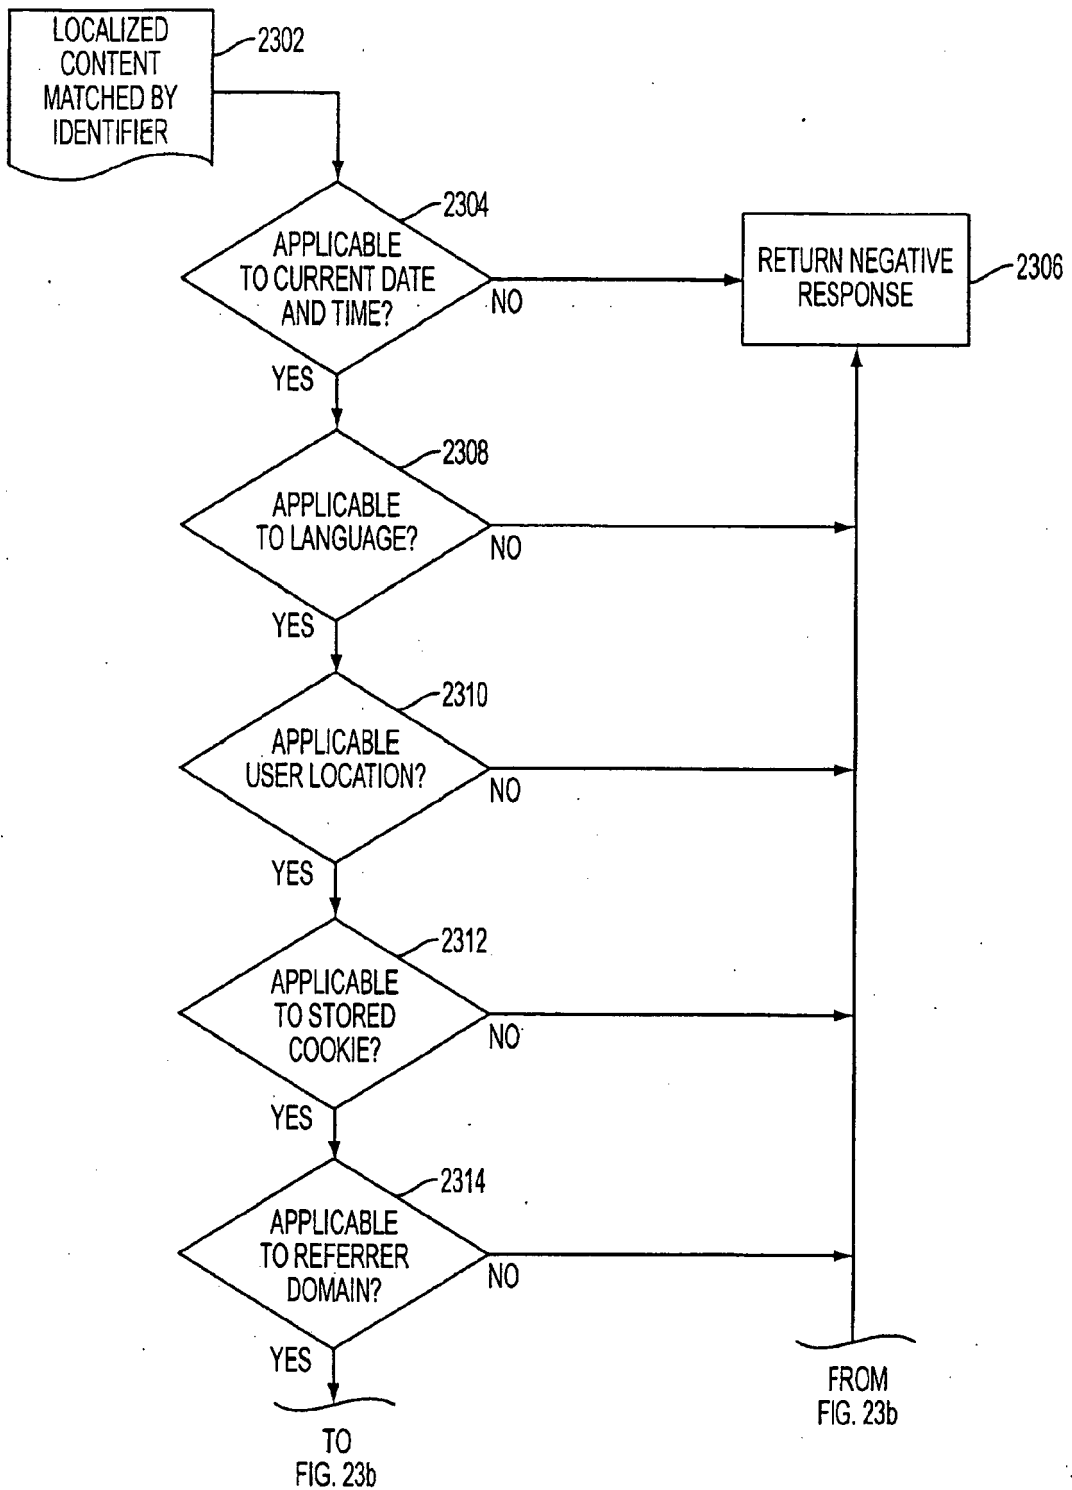 LOCALIZED
CONTENT
MATCHED BY
IDENTIFIER
2302
2304
APPLICABLE
TO CURRENT DATE
AND TIME?
NO
YES
RETURN NEGATIVE
RESPONSE
2306
2308
APPLICABLE
TO LANGUAGE?
NO
YES
2310
APPLICABLE
USER LOCATION?
NO
YES
2312
APPLICABLE
TO STORED
COOKIE?
NO
YES
2314
APPLICABLE
TO REFERRER
DOMAIN?
NO
YES
TO
FIG. 23b
FROM
FIG. 23b